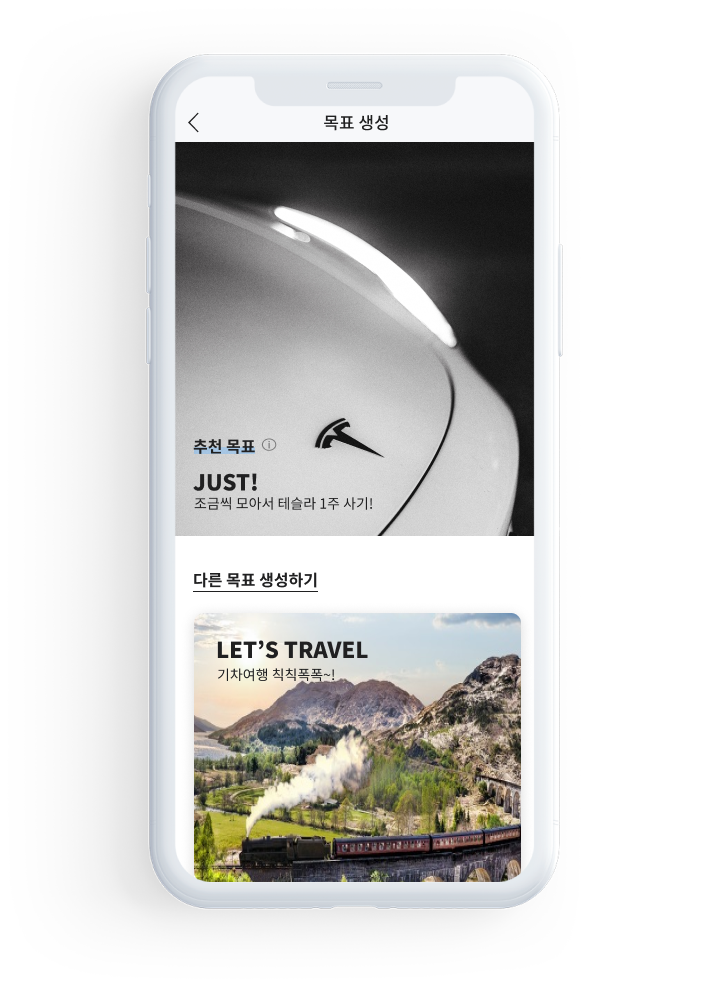 목표 생성
추천 목표
JUST!
조금씩 모아서 테슬라 1주 사기!
다른 목표 생성하기
LET’S TRAVEL
기차여행 칙칙폭폭~!